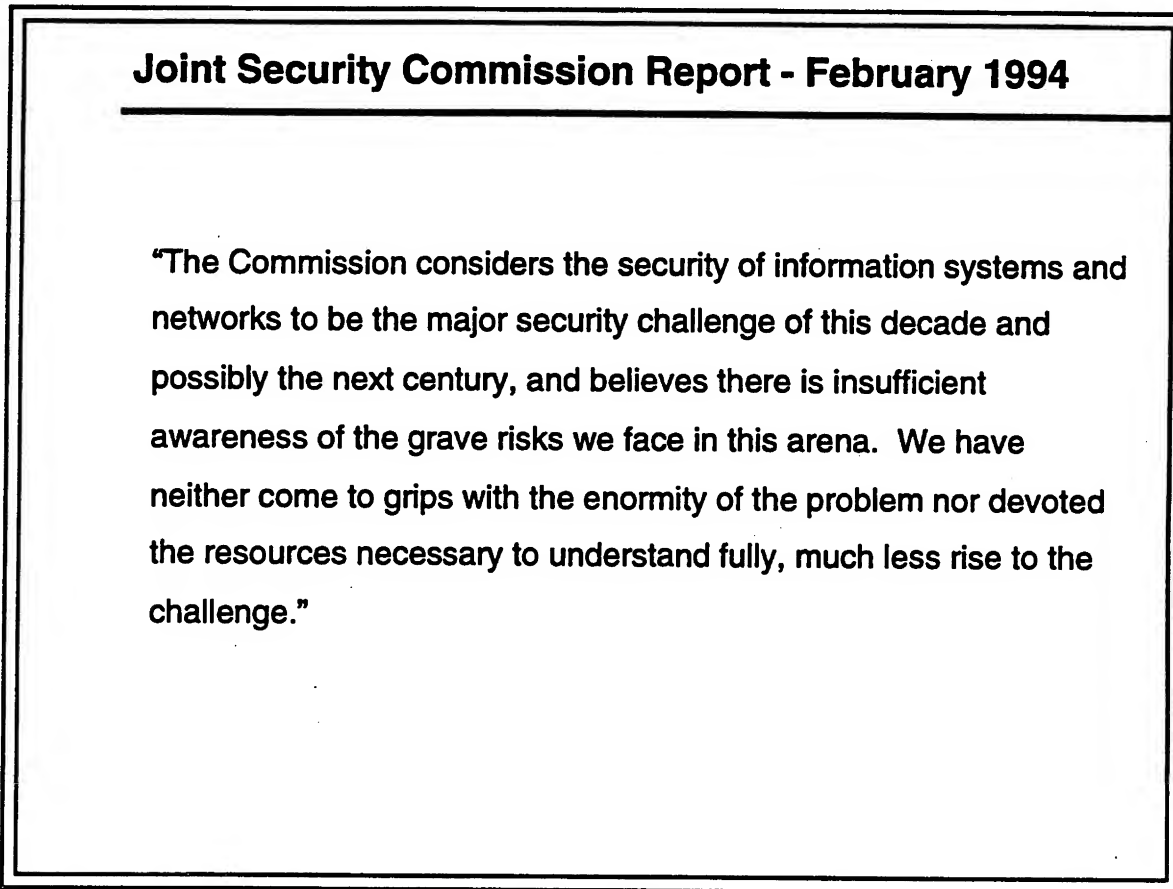 Joint Security Commission Report - February 1994
“The Commission considers the security of information systems and
networks to be the major security challenge of this decade and
possibly the next century, and believes there is insufficient
awareness of the grave risks we face in this arena.  We have
neither come to grips with the enormity of the problem nor devoted
the resources necessary to understand fully, much less rise to the
challenge.”